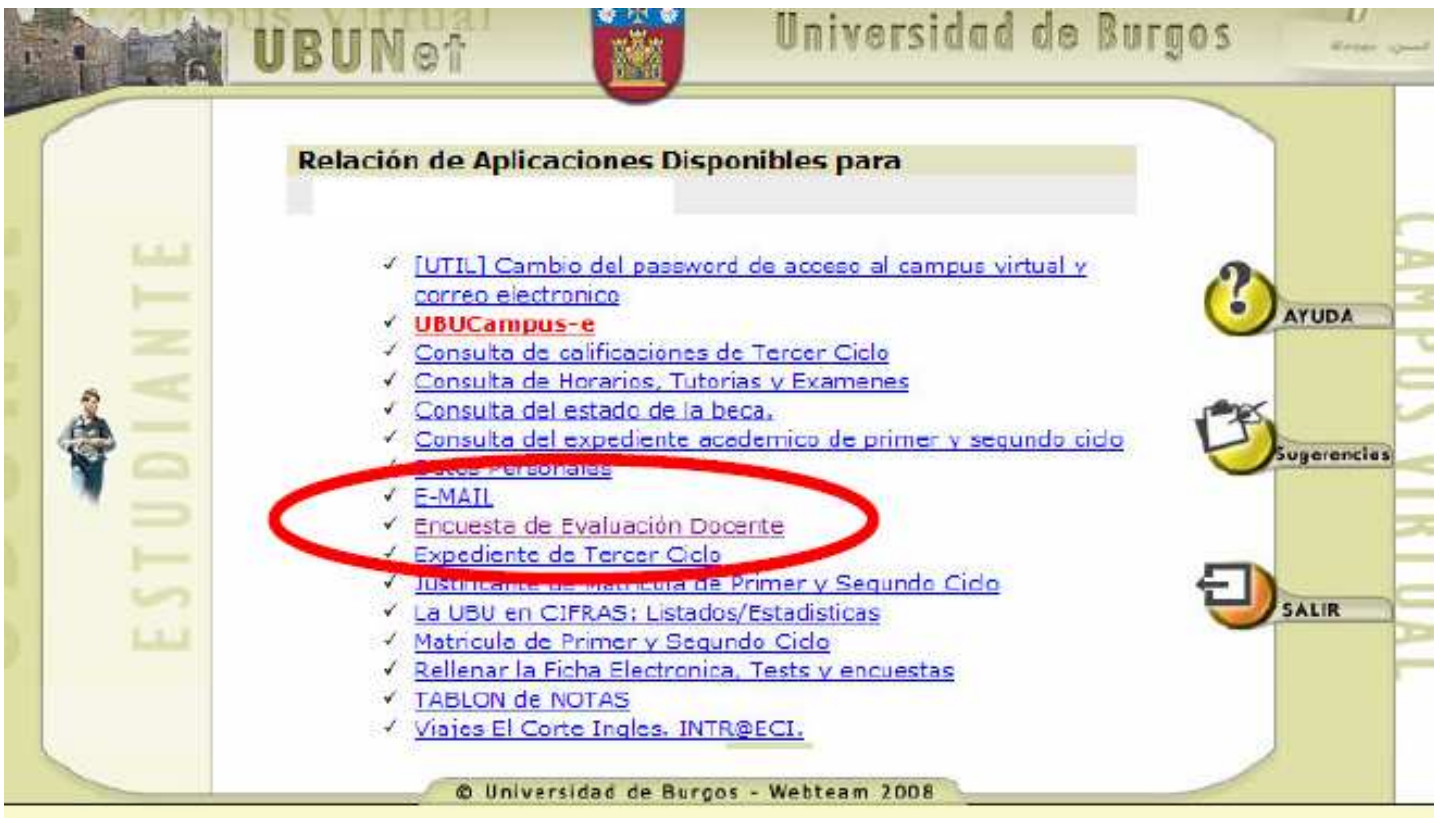 Campus Virtual
UBUNet
Universidad de Burgos
Relación de Aplicaciones Disponibles para
[UTIL] Cambio del password de acceso al campus virtual y
correo electronico
UBUCampus-e
Consulta de calificaciones de Tercer Ciclo
Consulta de Horarios, Tutorias y Examenes
Consulta del estado de la beca.
Consulta del expediente academico de primer y segundo ciclo
Datos Personales
E-MAIL
Encuesta de Evaluación Docente
Expediente de Tercer Ciclo
Justificante de Matricula de Primer y Segundo Ciclo
La UBU en CIFRAS: Listados/Estadisticas
Matricula de Primer y Segundo Ciclo
Rellenar la Ficha Electronica, Tests y encuestas
TABLON de NOTAS
Viajes El Corte Ingles. INTR@ECI.
ESTUDIANTE
AYUDA
Sugerencias
SALIR
CAMPUS VIRTUAL
© Universidad de Burgos - Webteam 2008